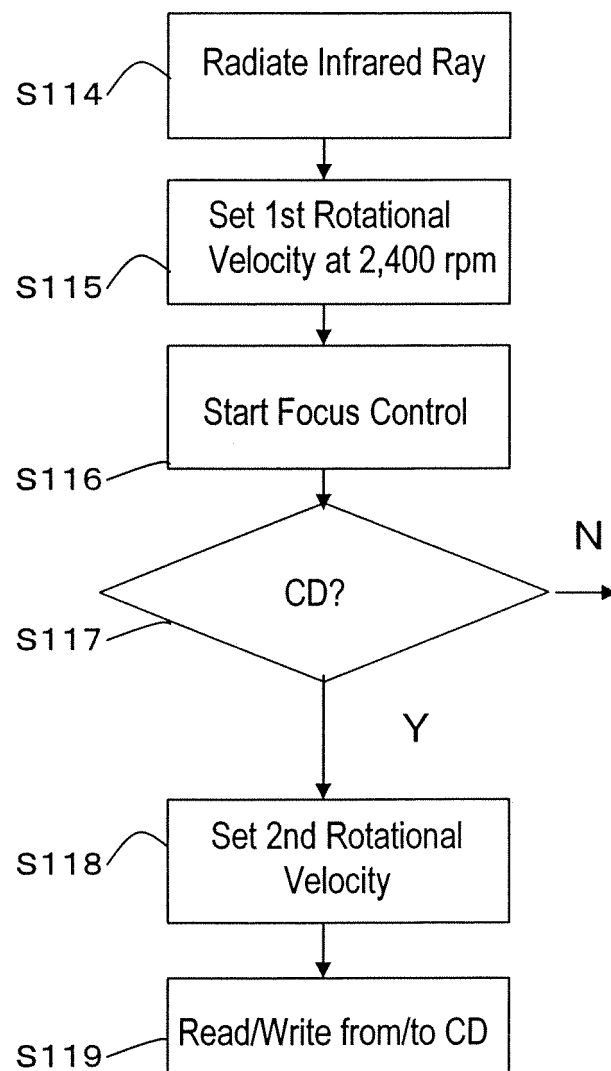 S114
Radiate Infrared Ray
S115
Set 1st Rotational
Velocity at 2,400 rpm
S116
Start Focus Control
S117
CD?
N
Y
S118
Set 2nd Rotational
Velocity
S119
Read/Write from/to CD